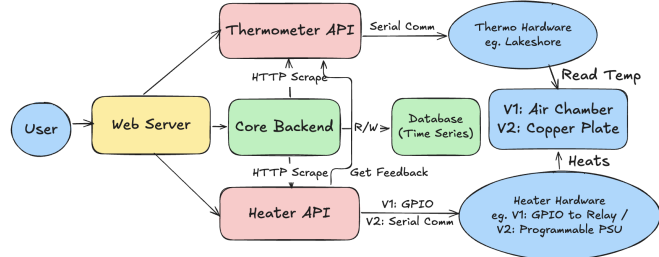 Thermometer API
Serial Comm
Thermo Hardware
eg. Lakeshore
HTTP Scrape
Read Temp
User
Web Server
Core Backend
R/W
Database
(Time Series)
V1: Air Chamber
V2: Copper Plate
HTTP Scrape
Get Feedback
Heats
Heater API
V1: GPIO
V2: Serial Comm
Heater Hardware
eg. V1: GPIO to Relay /
V2: Programmable PSU